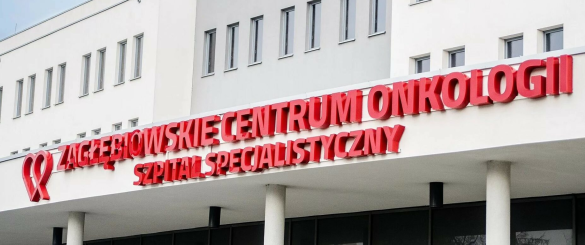 ZAGŁĘBIOWSKIE CENTRUM ONKOLOGII
SZPITAL SPECJALISTYCZNY